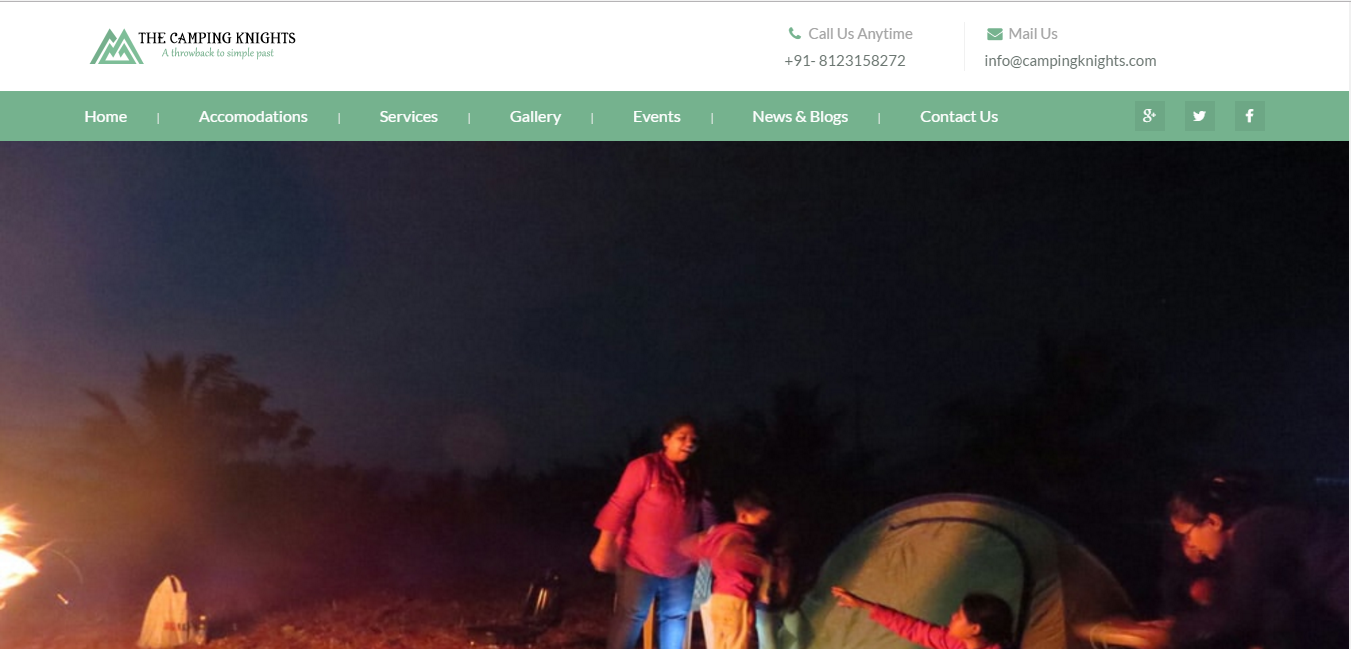 THE CAMPING KNIGHTS
A throwback to simple past
Call Us Anytime
+91- 8123158272
Mail Us
info@campingknights.com
Home | Accomodations | Services | Gallery | Events | News & Blogs | Contact Us